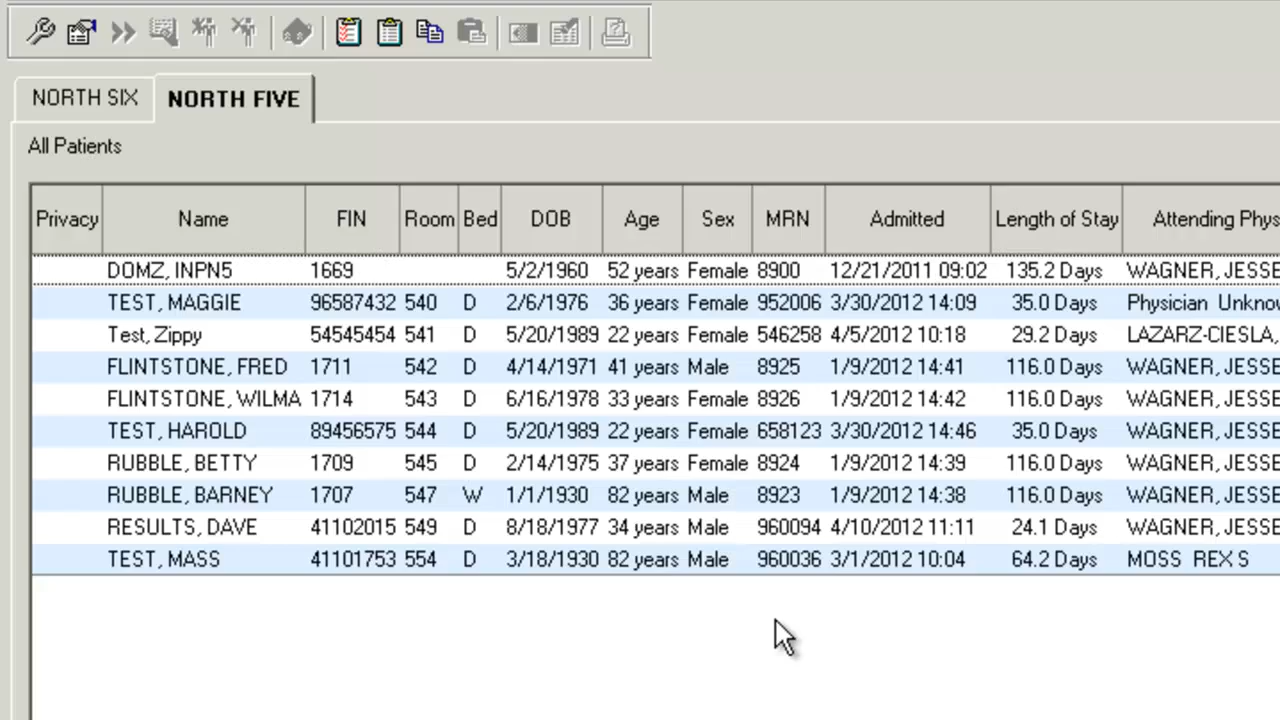 NORTH SIX NORTH FIVE
All Patients
Privacy Name FIN Room Bed DOB Age Sex MRN Admitted Length of Stay Attending Phys
DOMZ, INPN5 1669 5/2/1960 52 years Female 8900 12/21/2011 09:02 135.2 Days WAGNER, JESSE
TEST, MAGGIE 96587432 540 D 2/6/1976 36 years Female 952006 3/30/2012 14:09 35.0 Days Physician Unkno
Test, Zippy 54545454 541 D 5/20/1989 22 years Female 546258 4/5/2012 10:18 29.2 Days LAZARZ-CIESLA,
FLINTSTONE, FRED 1711 542 D 4/14/1971 41 years Male 8925 1/9/2012 14:41 116.0 Days WAGNER, JESSE
FLINTSTONE, WILMA 1714 543 D 6/16/1978 33 years Female 8926 1/9/2012 14:42 116.0 Days WAGNER, JESSE
TEST, HAROLD 89456575 544 D 5/20/1989 22 years Female 658123 3/30/2012 14:46 35.0 Days WAGNER, JESSE
RUBBLE, BETTY 1709 545 D 2/14/1975 37 years Female 8924 1/9/2012 14:39 116.0 Days WAGNER, JESSE
RUBBLE, BARNEY 1707 547 W 1/1/1930 82 years Male 8923 1/9/2012 14:38 116.0 Days WAGNER, JESSE
RESULTS, DAVE 41102015 549 D 8/18/1977 34 years Male 960094 4/10/2012 11:11 24.1 Days WAGNER, JESSE
TEST, MASS 41101753 554 D 3/18/1930 82 years Male 960036 3/1/2012 10:04 64.2 Days MOSS REX S